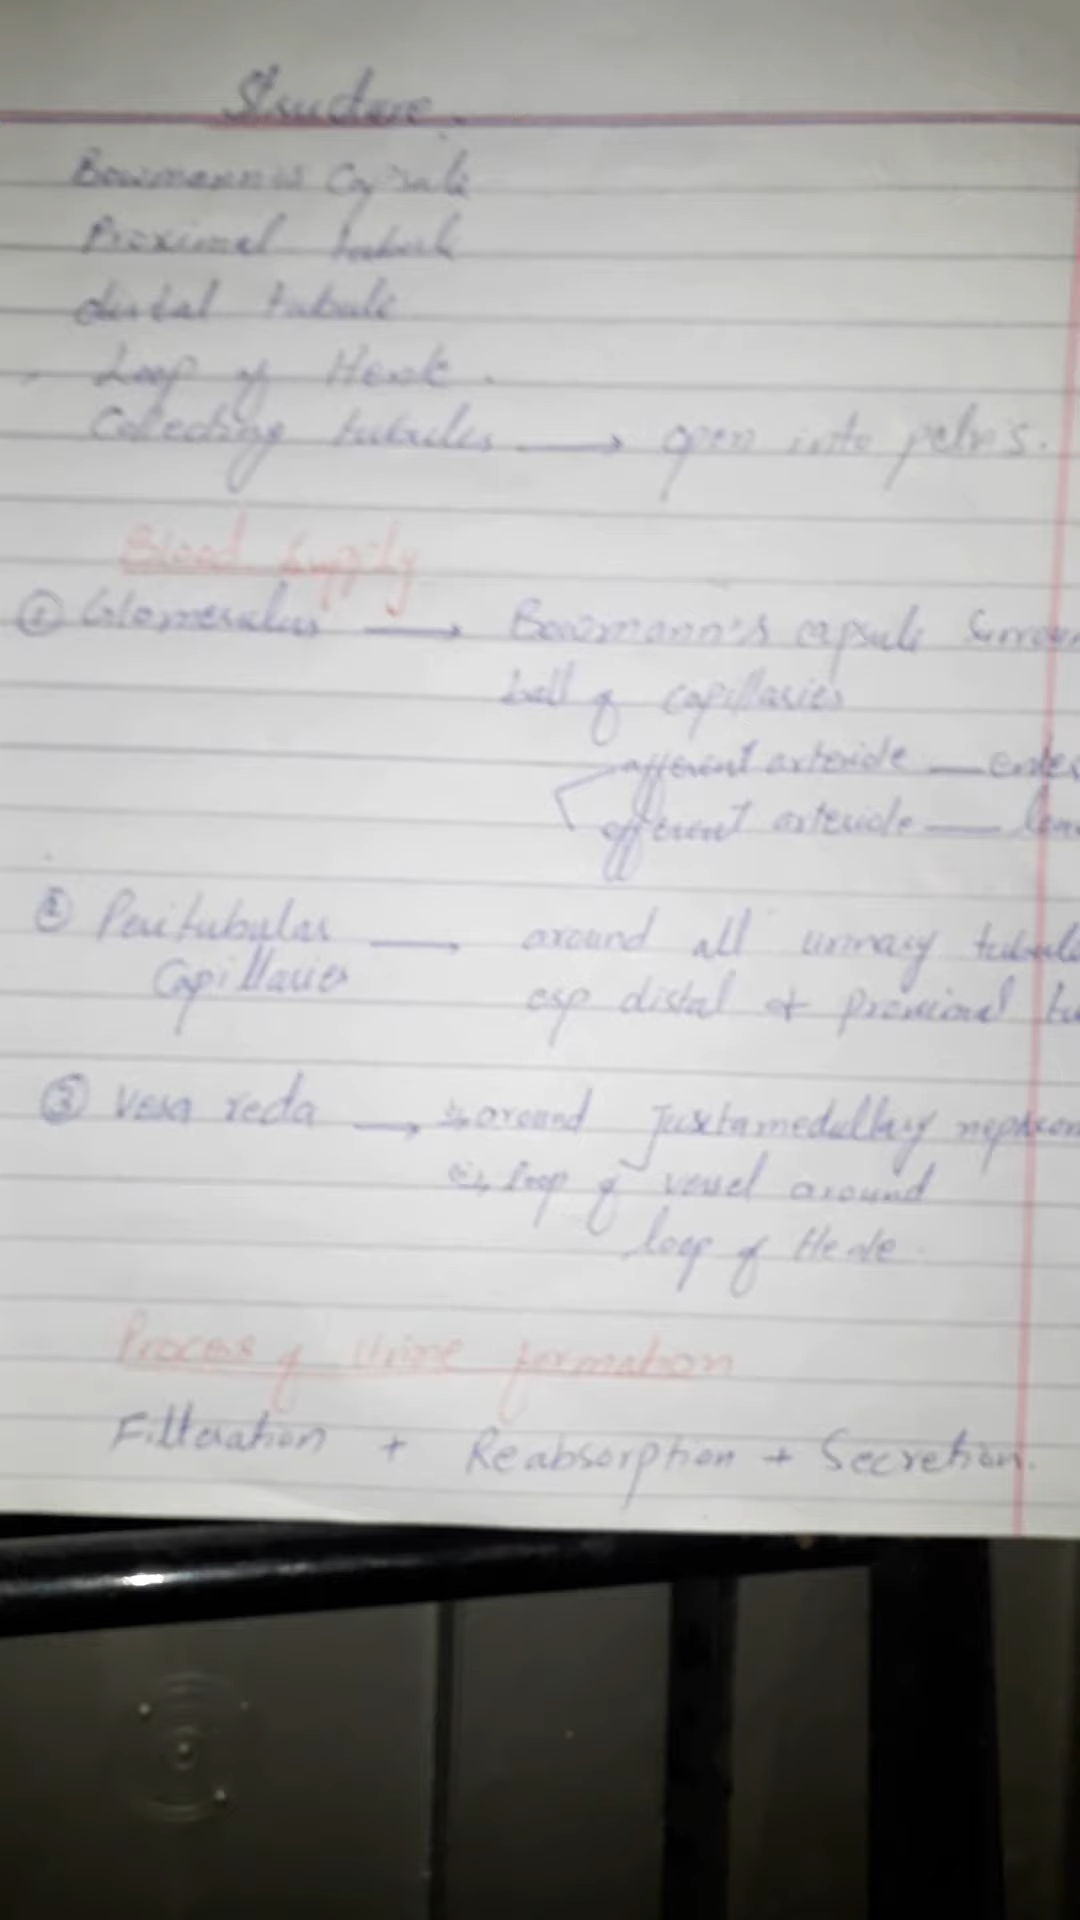 Structure.
Bowmann's Capsule
Proximal tubule
distal tubule
Loop of Henle.
Collecting tubules → open into pelvis.
Blood Supply
① Glomerulus → Bowmann's capsule
ball of capillaries
afferent arteriole —
efferent arteriole —
② Peritubular → around all urinary
Capillaries esp distal & proximal
③ Vasa recta → around Juxtamedullary
loop of vessel around
loop of Henle.
Process of Urine formation
Filteration + Reabsorption + Secretion.